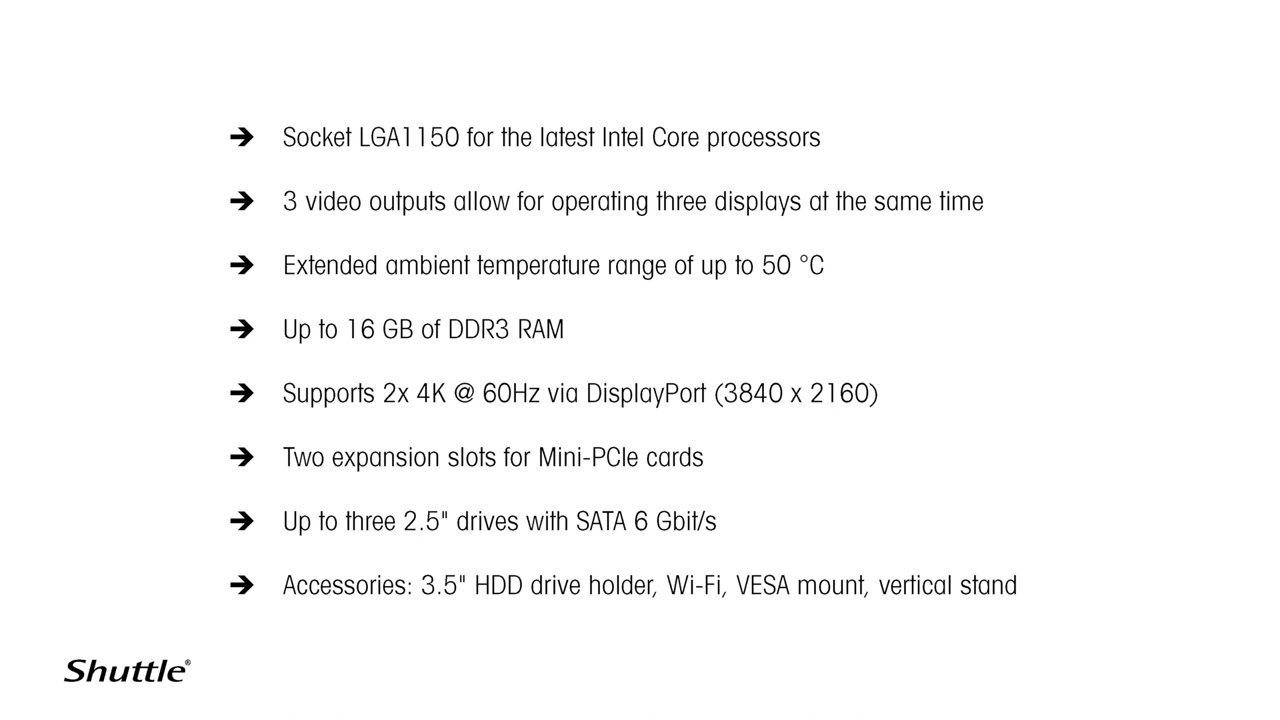 ➔ Socket LGA1150 for the latest Intel Core processors
➔ 3 video outputs allow for operating three displays at the same time
➔ Extended ambient temperature range of up to 50 °C
➔ Up to 16 GB of DDR3 RAM
➔ Supports 2x 4K @ 60Hz via DisplayPort (3840 x 2160)
➔ Two expansion slots for Mini-PCIe cards
➔ Up to three 2.5" drives with SATA 6 Gbit/s
➔ Accessories: 3.5" HDD drive holder, Wi-Fi, VESA mount, vertical stand
Shuttle®